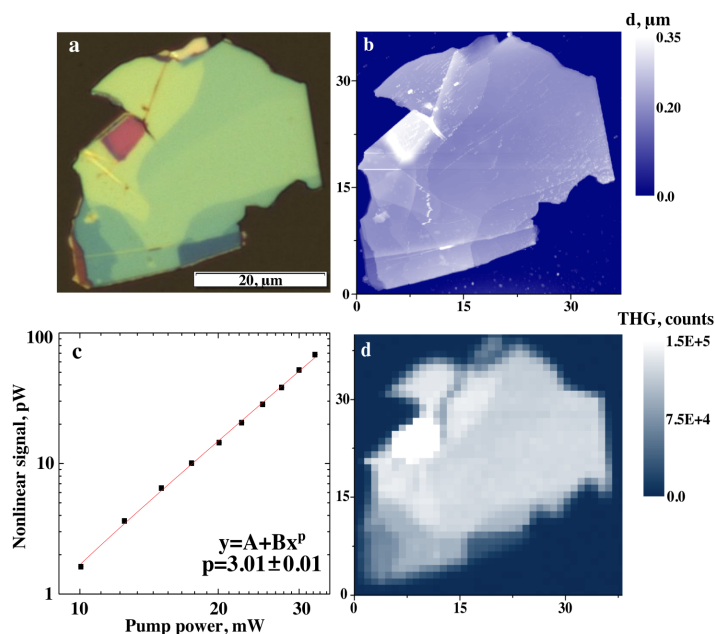 a
20, µm
b
d, µm
0.35
0.20
0.0
30
15
0
0
15
30
c
Nonlinear signal, pW
100
10
1
10
20
30
Pump power, mW
y=A+Bx^p
p=3.01±0.01
d
THG, counts
1.5E+5
7.5E+4
0.0
30
15
0
0
15
30